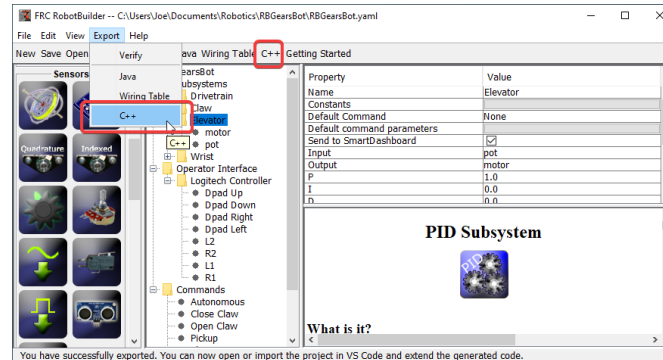 FRC RobotBuilder -- C:\Users\Joe\Documents\Robotics\RBGearsBot\RBGearsBot.yaml
File Edit View Export Help
New Save Open
Verify
Java
Wiring Table
C++
C++
ava Wiring Table C++ Getting Started
Sensors
Quadrature
Indexed
earsBot
ubsystems
Drivetrain
Claw
Elevator
motor
pot
Wrist
Operator Interface
Logitech Controller
Dpad Up
Dpad Down
Dpad Right
Dpad Left
L2
R2
L1
R1
Commands
Autonomous
Close Claw
Open Claw
Pickup
Property Value
Name Elevator
Constants
Default Command None
Default command parameters
Send to SmartDashboard
Input pot
Output motor
P 1.0
I 0.0
D 0.0
PID Subsystem
PID
What is it?
You have successfully exported. You can now open or import the project in VS Code and extend the generated code.